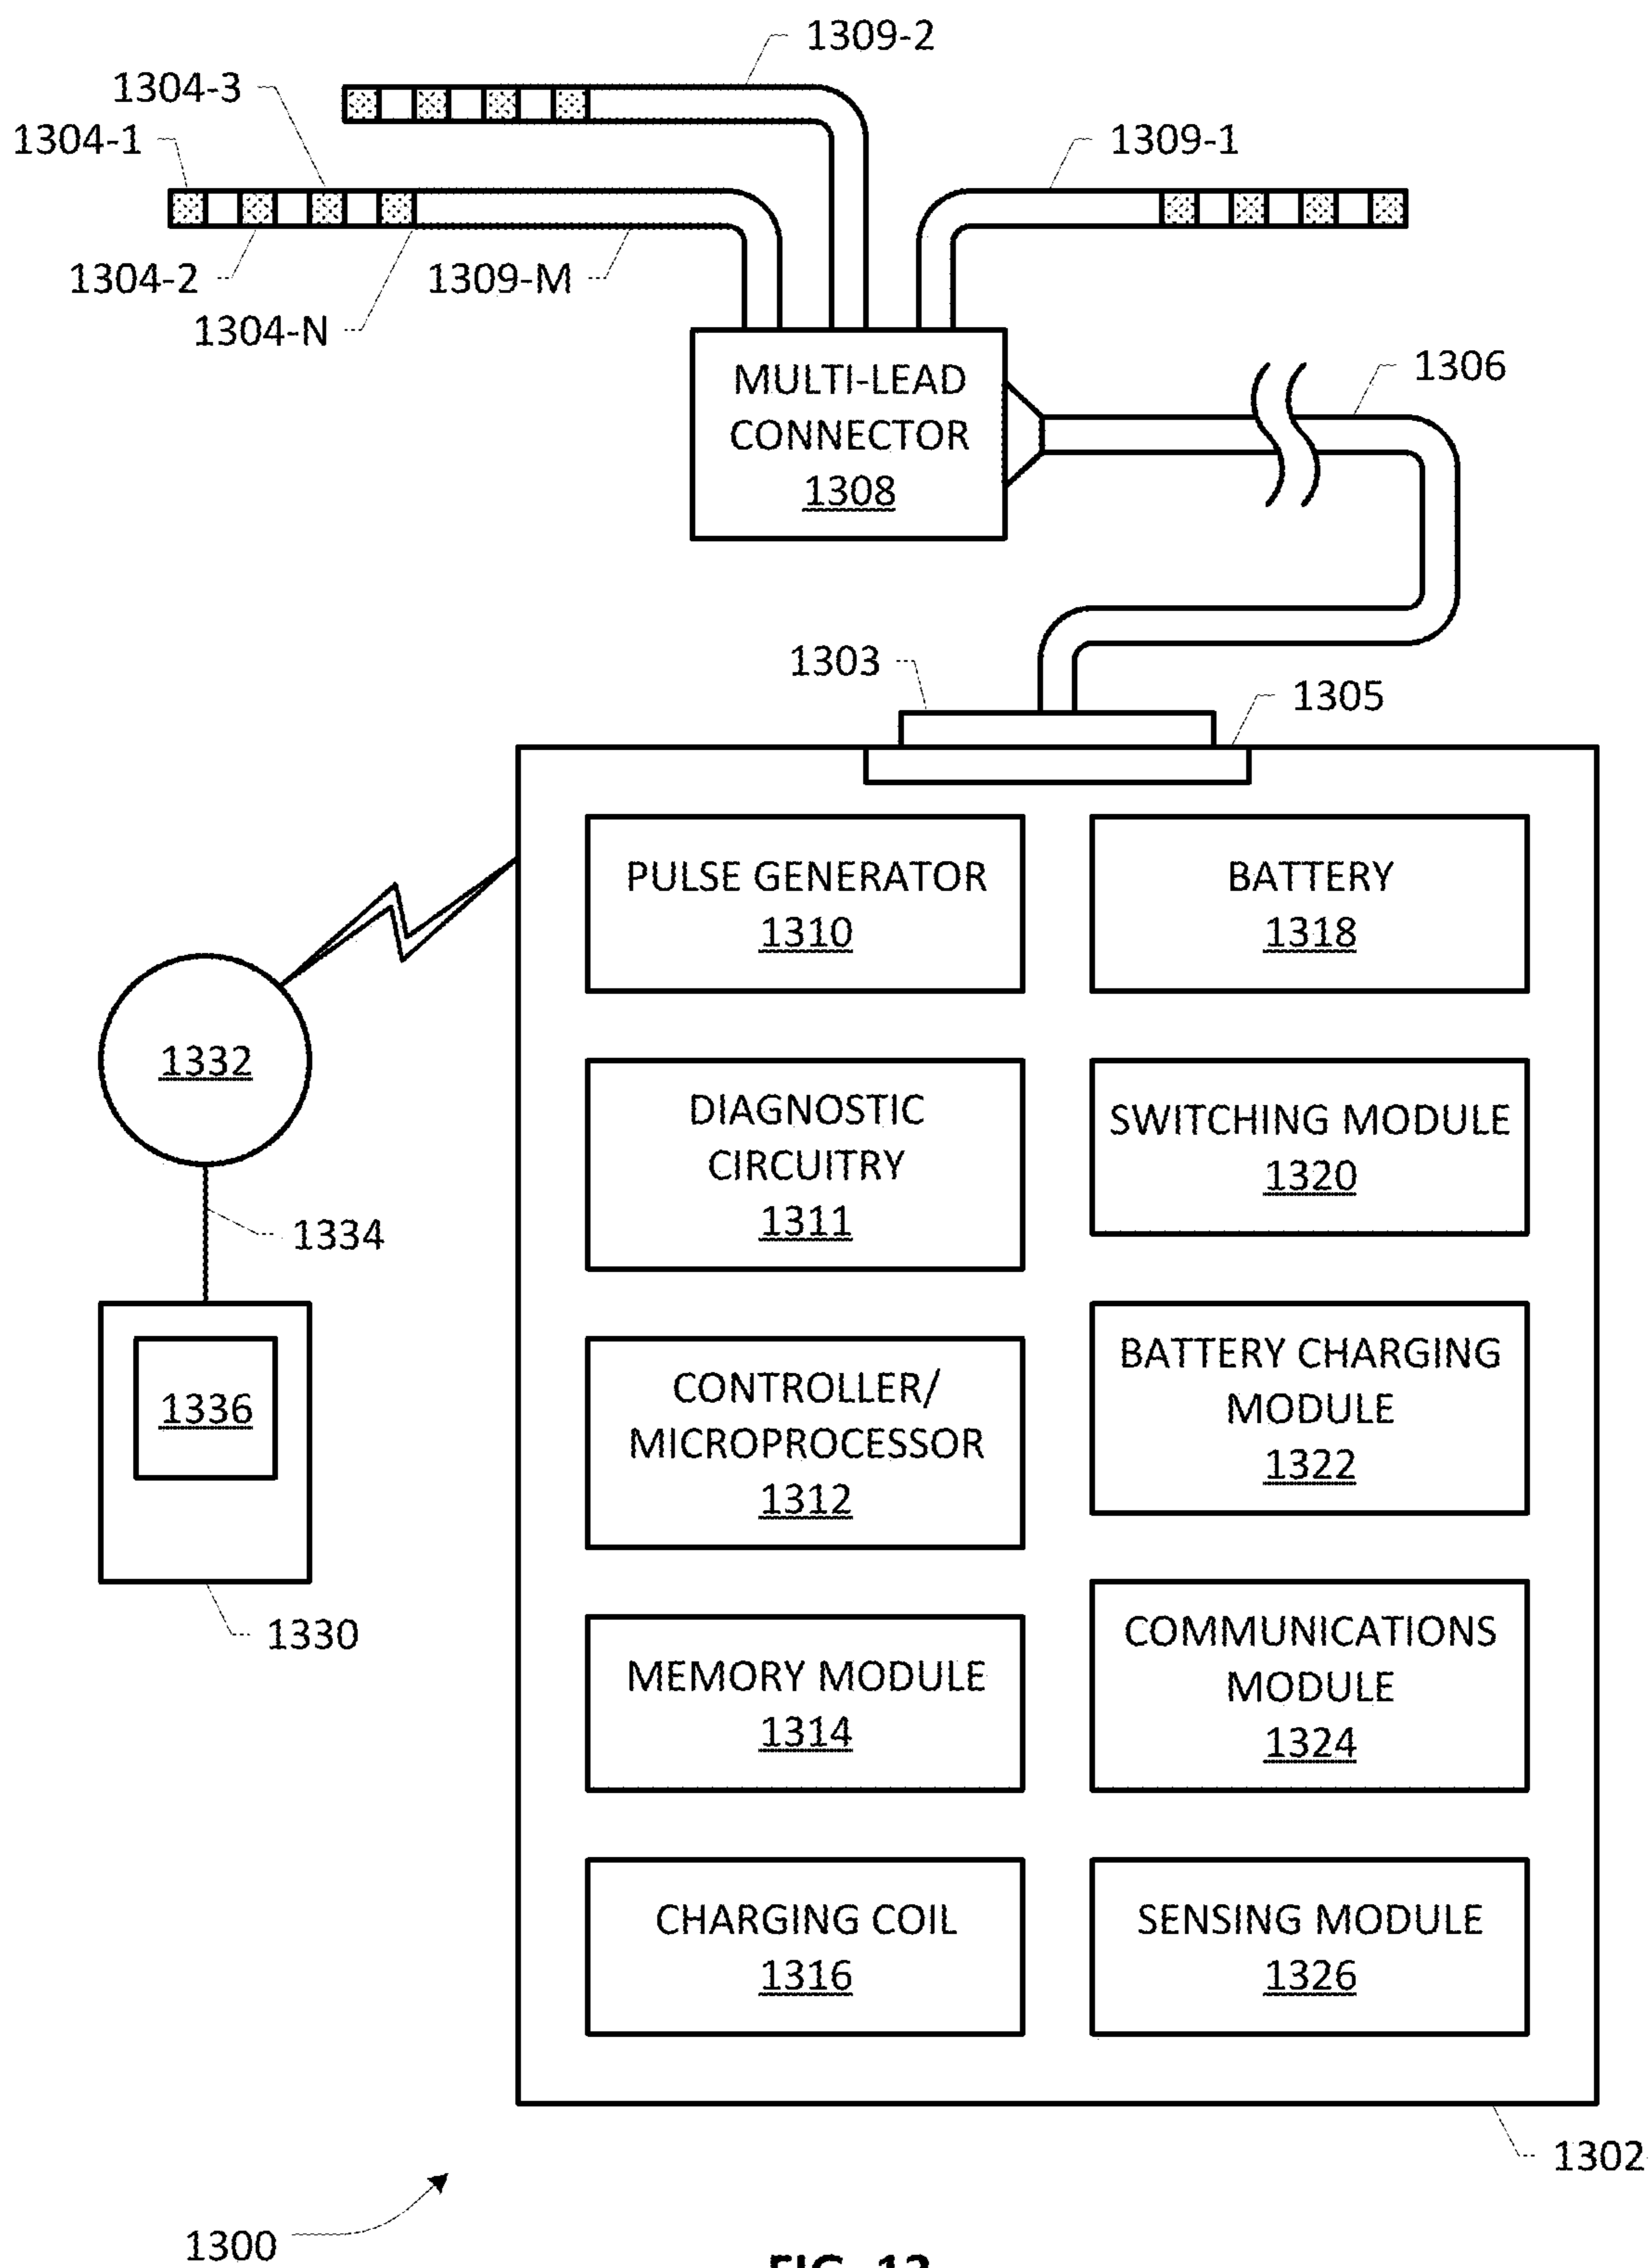 1309-2
1304-3
1304-1
1309-1
1304-2
1309-M
1304-N
MULTI-LEAD
CONNECTOR
1308
1306
1303
1305
PULSE GENERATOR
1310
BATTERY
1318
1332
DIAGNOSTIC
CIRCUITRY
1311
SWITCHING MODULE
1320
1334
1336
CONTROLLER/
MICROPROCESSOR
1312
BATTERY CHARGING
MODULE
1322
1330
MEMORY MODULE
1314
COMMUNICATIONS
MODULE
1324
CHARGING COIL
1316
SENSING MODULE
1326
1302
1300
FIG. 13